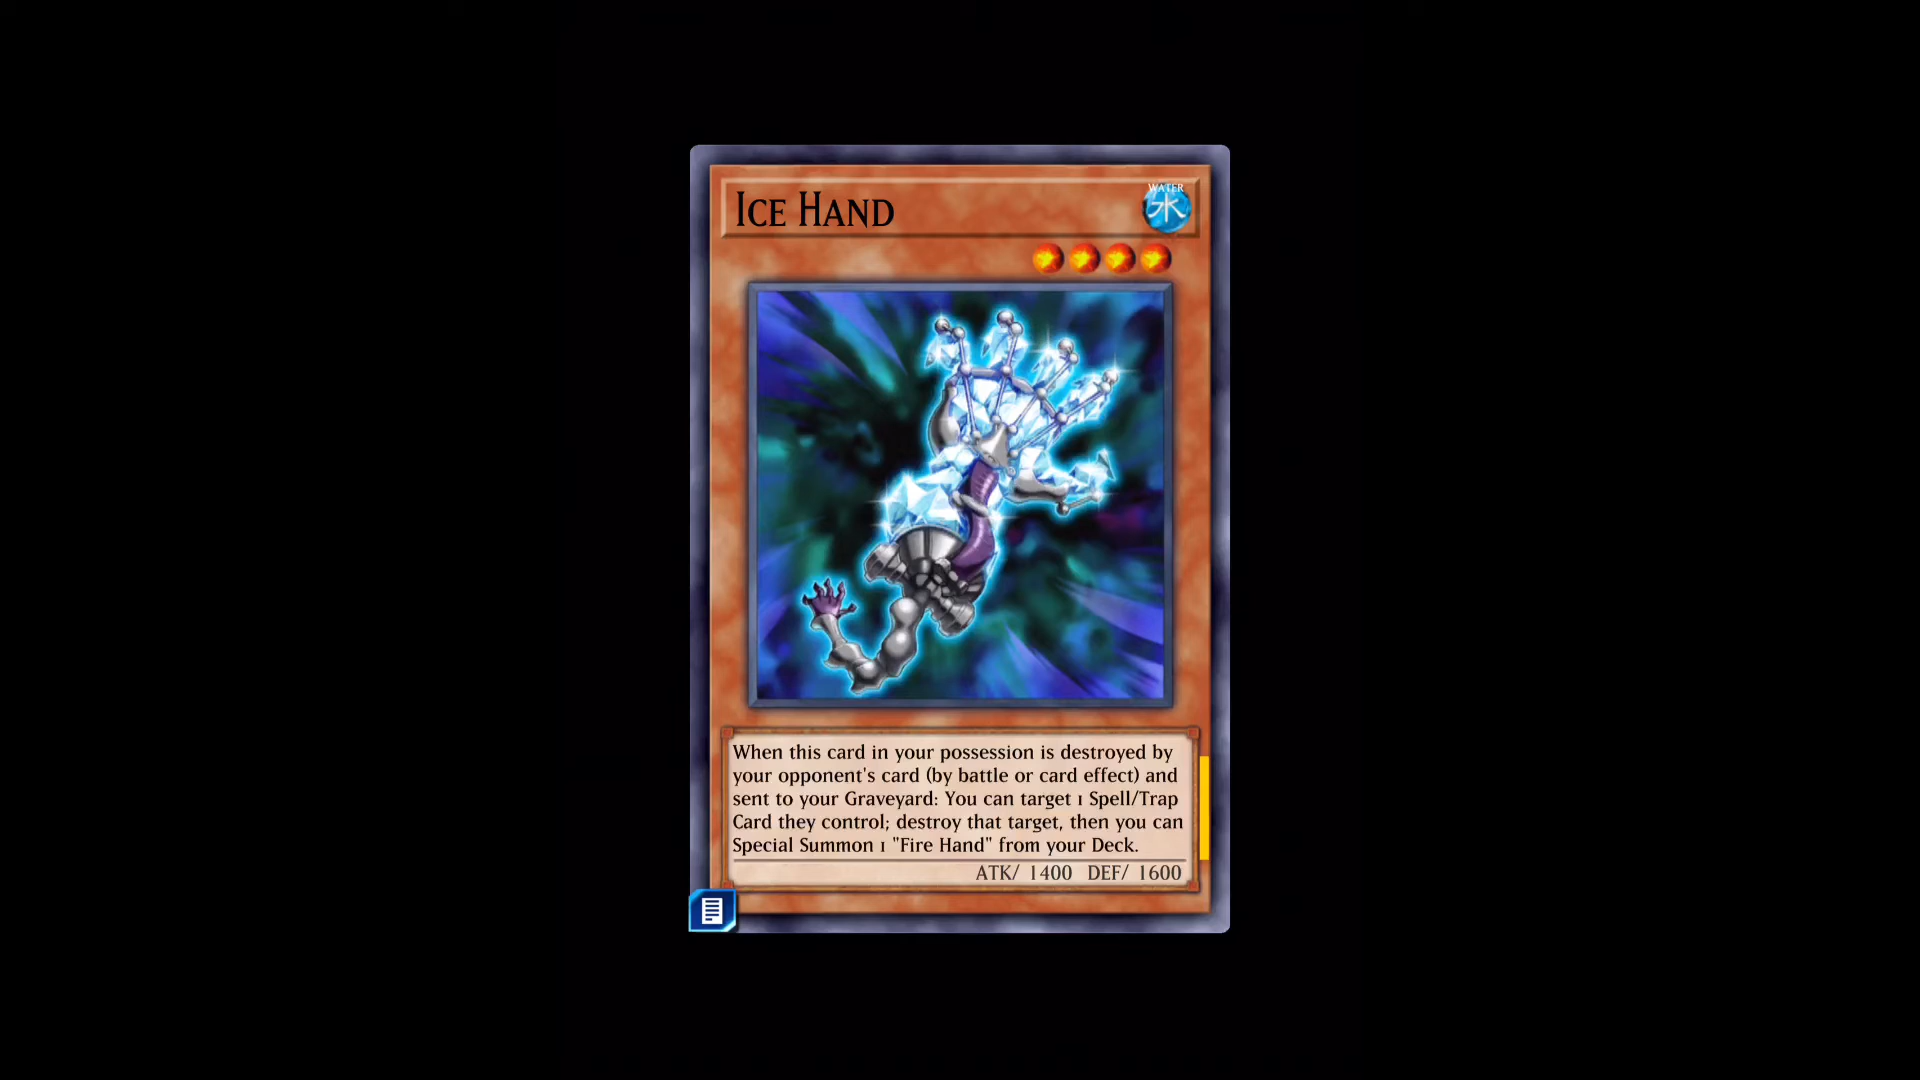 Ice Hand
WATER
水
When this card in your possession is destroyed by
your opponent's card (by battle or card effect) and
sent to your Graveyard: You can target 1 Spell/Trap
Card they control; destroy that target, then you can
Special Summon 1 "Fire Hand" from your Deck.
ATK/ 1400 DEF/ 1600